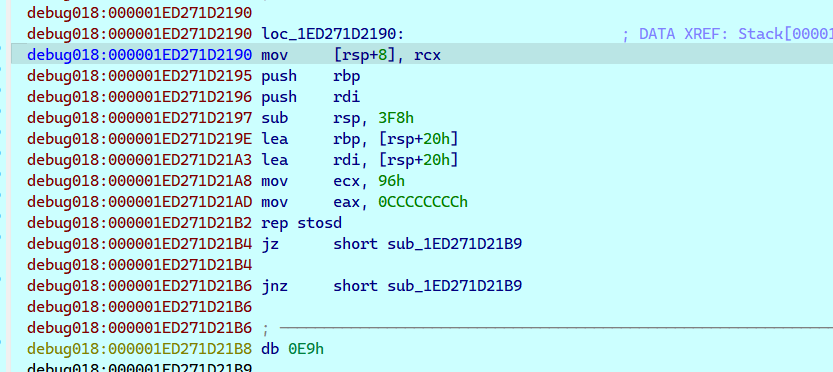 debug018:000001ED271D2190
debug018:000001ED271D2190 loc_1ED271D2190: ; DATA XREF: Stack[00001
debug018:000001ED271D2190 mov [rsp+8], rcx
debug018:000001ED271D2195 push rbp
debug018:000001ED271D2196 push rdi
debug018:000001ED271D2197 sub rsp, 3F8h
debug018:000001ED271D219E lea rbp, [rsp+20h]
debug018:000001ED271D21A3 lea rdi, [rsp+20h]
debug018:000001ED271D21A8 mov ecx, 96h
debug018:000001ED271D21AD mov eax, 0CCCCCCCCh
debug018:000001ED271D21B2 rep stosd
debug018:000001ED271D21B4 jz short sub_1ED271D21B9
debug018:000001ED271D21B4
debug018:000001ED271D21B6 jnz short sub_1ED271D21B9
debug018:000001ED271D21B6
debug018:000001ED271D21B6 ;
debug018:000001ED271D21B8 db 0E9h
debug018:000001ED271D21B9